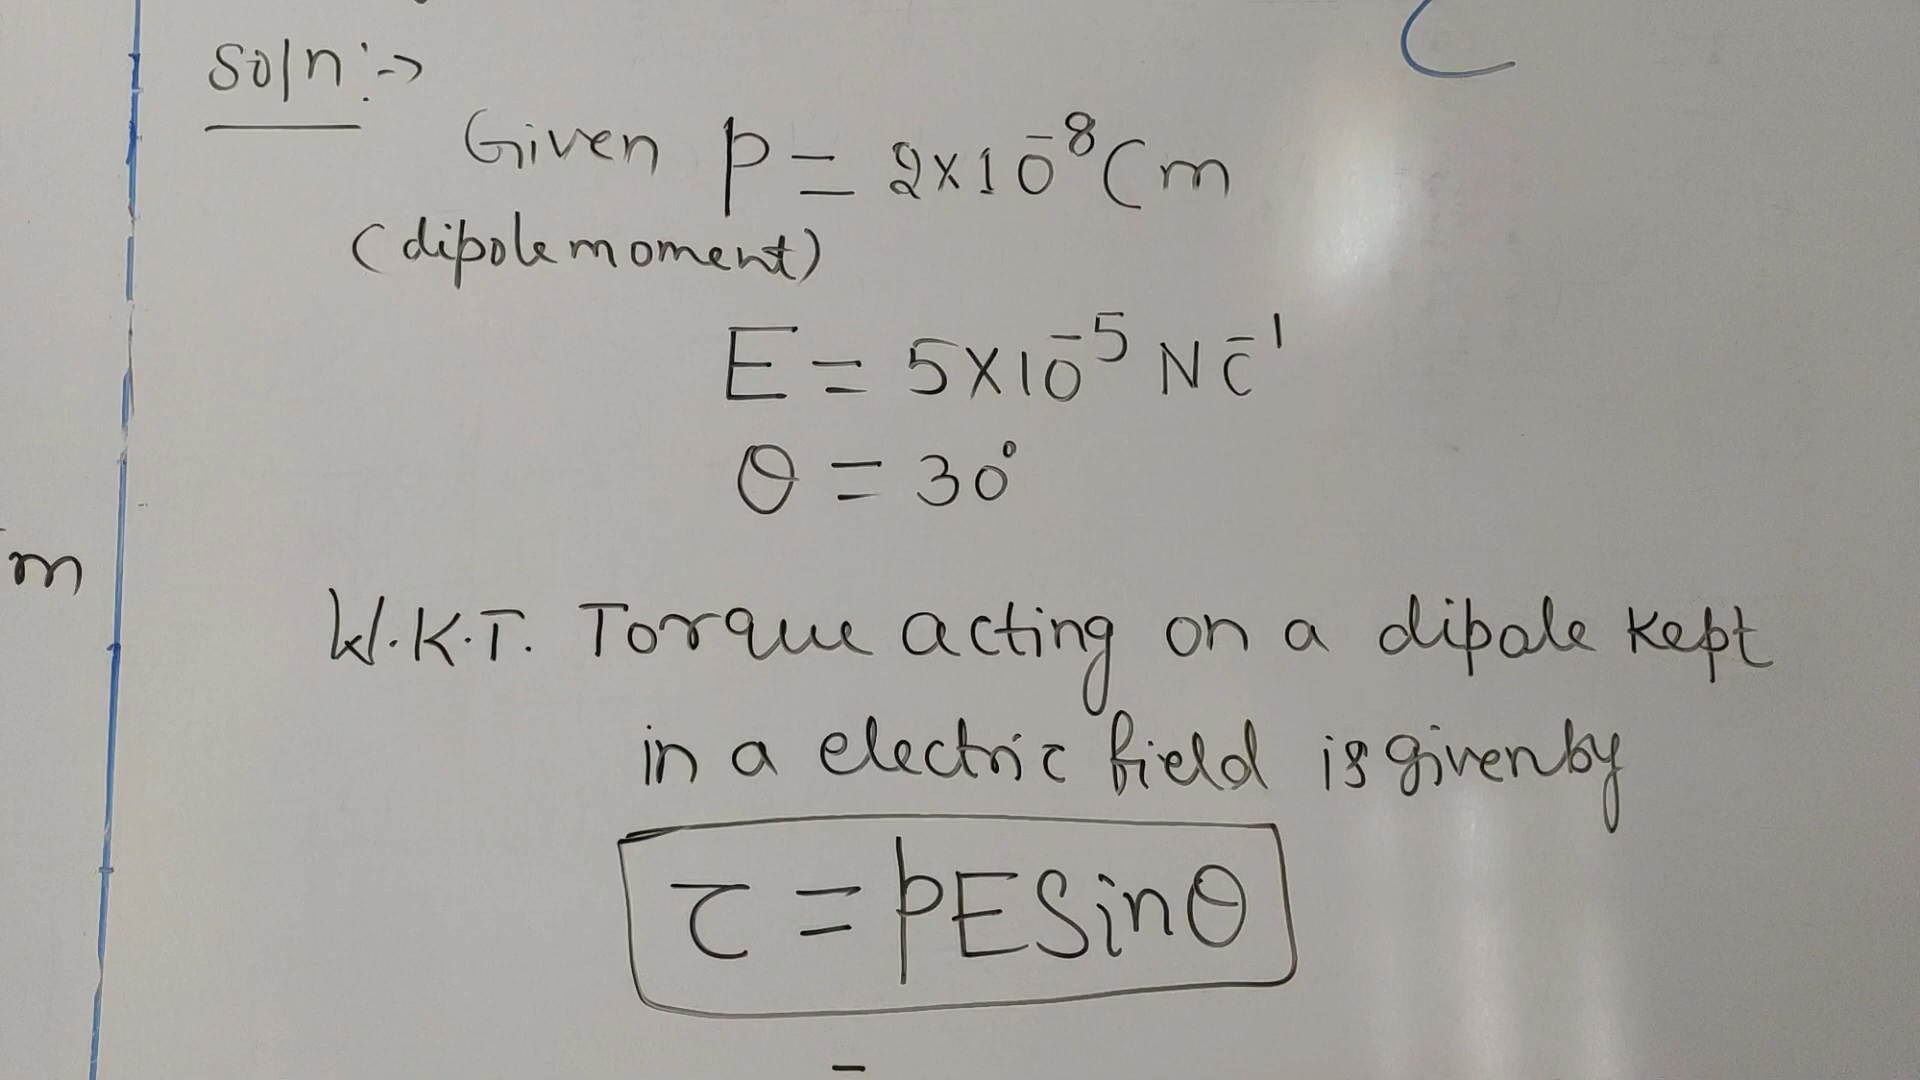 Soln:->
Given p = 2×10⁻⁸ Cm
(dipole moment)
E = 5×10⁻⁵ NC⁻¹
θ = 30°
m
W.K.T. Torque acting on a dipole kept
in a electric field is given by
τ = pESinθ